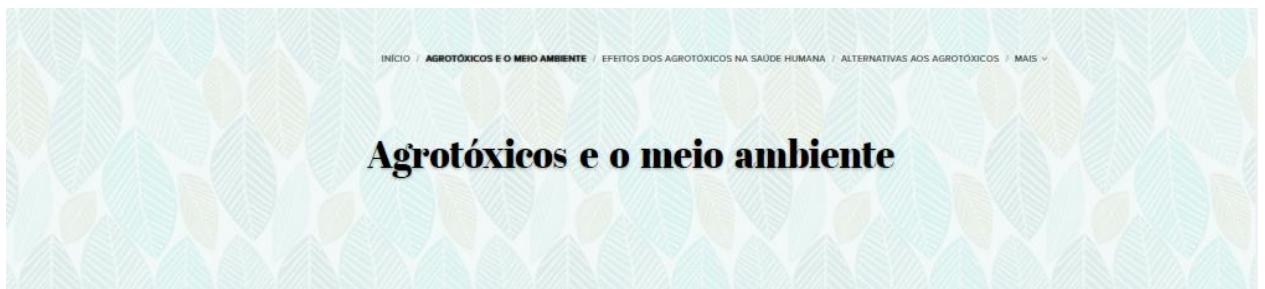 INÍCIO / AGROTÓXICOS E O MEIO AMBIENTE / EFEITOS DOS AGROTÓXICOS NA SAÚDE HUMANA / ALTERNATIVAS AOS AGROTÓXICOS / MAIS
Agrotóxicos e o meio ambiente